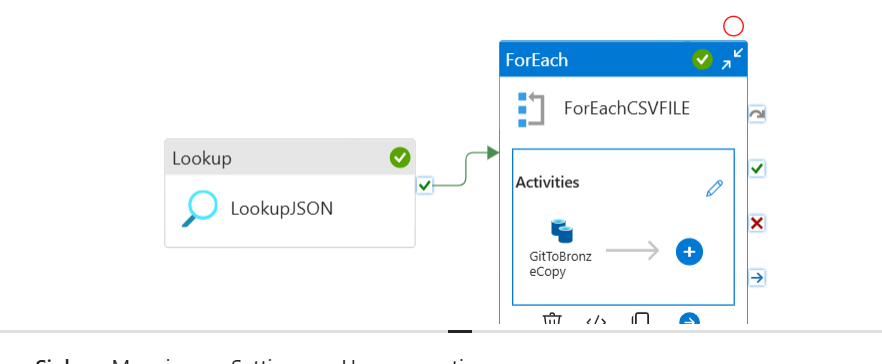 ForEach
ForEachCSVFILE
Lookup
LookupJSON
Activities
GitToBronz
eCopy